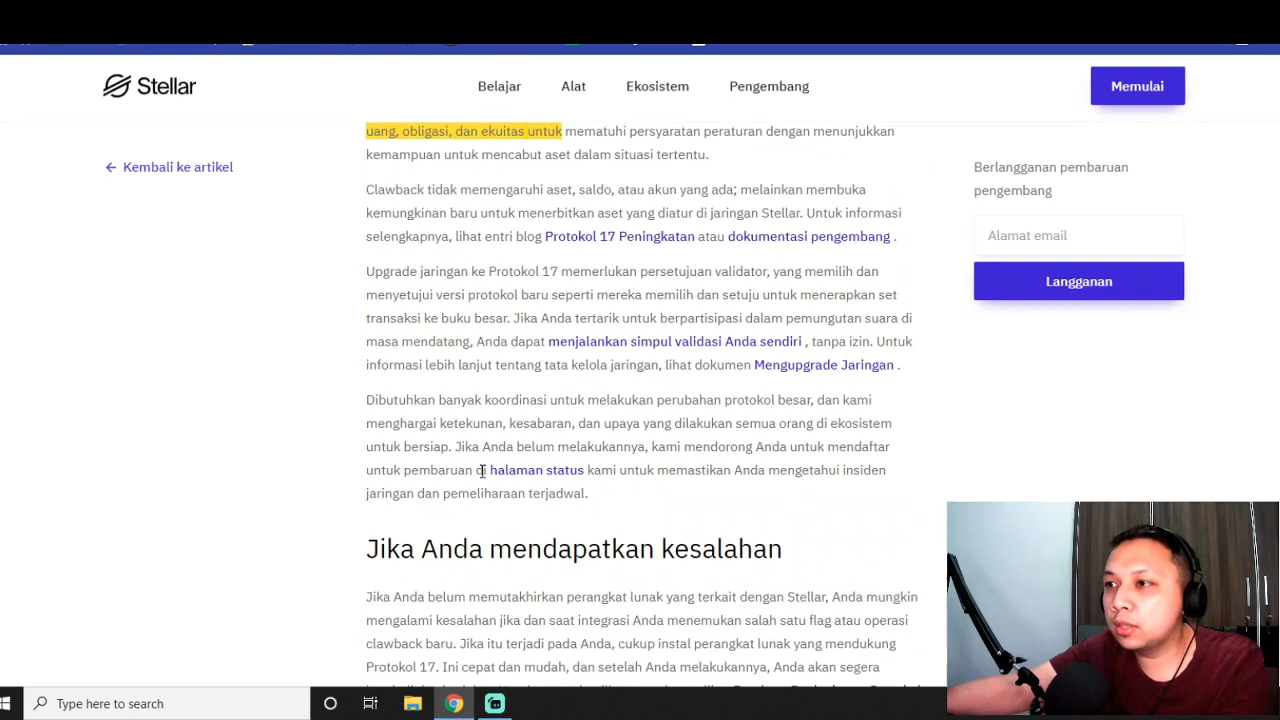 Stellar
Belajar
Alat
Ekosistem
Pengembang
Memulai
← Kembali ke artikel
uang, obligasi, dan ekuitas untuk mematuhi persyaratan peraturan dengan menunjukkan
kemampuan untuk mencabut aset dalam situasi tertentu.
Clawback tidak memengaruhi aset, saldo, atau akun yang ada; melainkan membuka
kemungkinan baru untuk menerbitkan aset yang diatur di jaringan Stellar. Untuk informasi
selengkapnya, lihat entri blog Protokol 17 Peningkatan atau dokumentasi pengembang .
Upgrade jaringan ke Protokol 17 memerlukan persetujuan validator, yang memilih dan
menyetujui versi protokol baru seperti mereka memilih dan setuju untuk menerapkan set
transaksi ke buku besar. Jika Anda tertarik untuk berpartisipasi dalam pemungutan suara di
masa mendatang, Anda dapat menjalankan simpul validasi Anda sendiri , tanpa izin. Untuk
informasi lebih lanjut tentang tata kelola jaringan, lihat dokumen Mengupgrade Jaringan .
Dibutuhkan banyak koordinasi untuk melakukan perubahan protokol besar, dan kami
menghargai ketekunan, kesabaran, dan upaya yang dilakukan semua orang di ekosistem
untuk bersiap. Jika Anda belum melakukannya, kami mendorong Anda untuk mendaftar
untuk pembaruan di halaman status kami untuk memastikan Anda mengetahui insiden
jaringan dan pemeliharaan terjadwal.
Jika Anda mendapatkan kesalahan
Jika Anda belum memutakhirkan perangkat lunak yang terkait dengan Stellar, Anda mungkin
mengalami kesalahan jika dan saat integrasi Anda menemukan salah satu flag atau operasi
clawback baru. Jika itu terjadi pada Anda, cukup instal perangkat lunak yang mendukung
Protokol 17. Ini cepat dan mudah, dan setelah Anda melakukannya, Anda akan segera
Berlangganan pembaruan
pengembang
Alamat email
Langganan
Type here to search